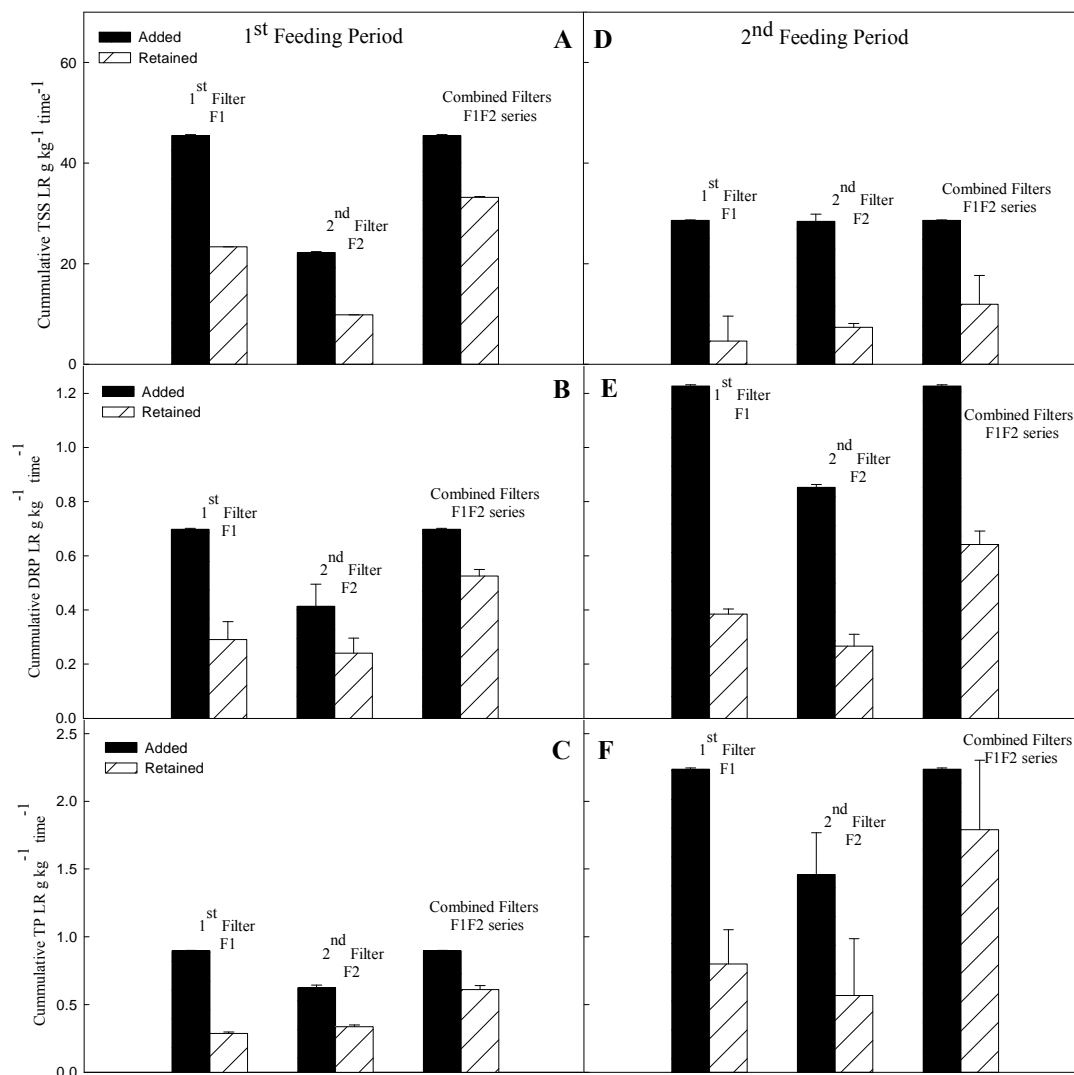 1st Feeding Period
A
Added
Retained
1st Filter
F1
2nd Filter
F2
Combined Filters
F1F2 series
Cummulative TSS LR g kg-1 time-1
60
40
20
0
D
2nd Feeding Period
1st Filter
F1
2nd Filter
F2
Combined Filters
F1F2 series
B
Added
Retained
1st Filter
F1
2nd Filter
F2
Combined Filters
F1F2 series
Cummulative DRP LR g kg-1 time-1
1.2
1.0
0.8
0.6
0.4
0.2
0.0
E
1st Filter
F1
2nd Filter
F2
Combined Filters
F1F2 series
C
Added
Retained
1st Filter
F1
2nd Filter
F2
Combined Filters
F1F2 series
Cummulative TP LR g kg-1 time-1
2.5
2.0
1.5
1.0
0.5
0.0
F
1st Filter
F1
2nd Filter
F2
Combined Filters
F1F2 series